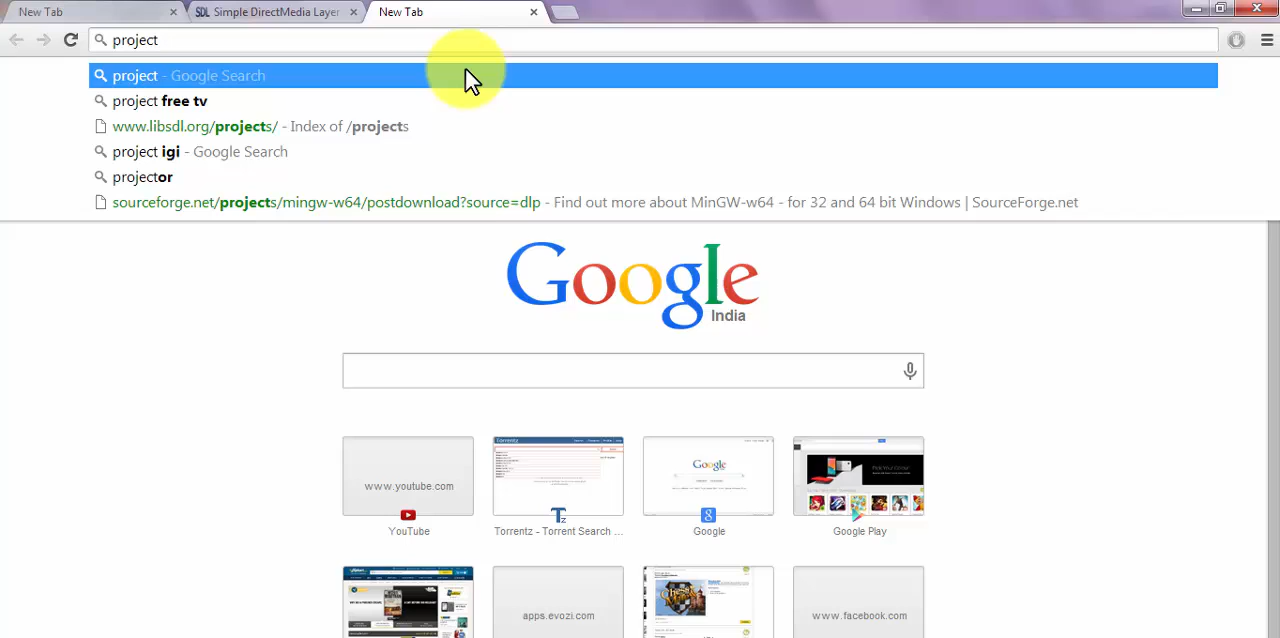 New Tab
SDL Simple DirectMedia Layer
New Tab
project
project - Google Search
project free tv
www.libsdl.org/projects/ - Index of /projects
project igi - Google Search
projector
sourceforge.net/projects/mingw-w64/postdownload?source=dlp - Find out more about MinGW-w64 - for 32 and 64 bit Windows | SourceForge.net
Google
India
www.youtube.com
Torrentz
Google
YouTube
Torrentz - Torrent Search ...
Google
Google Play
apps.evozi.com
www.facebook.com